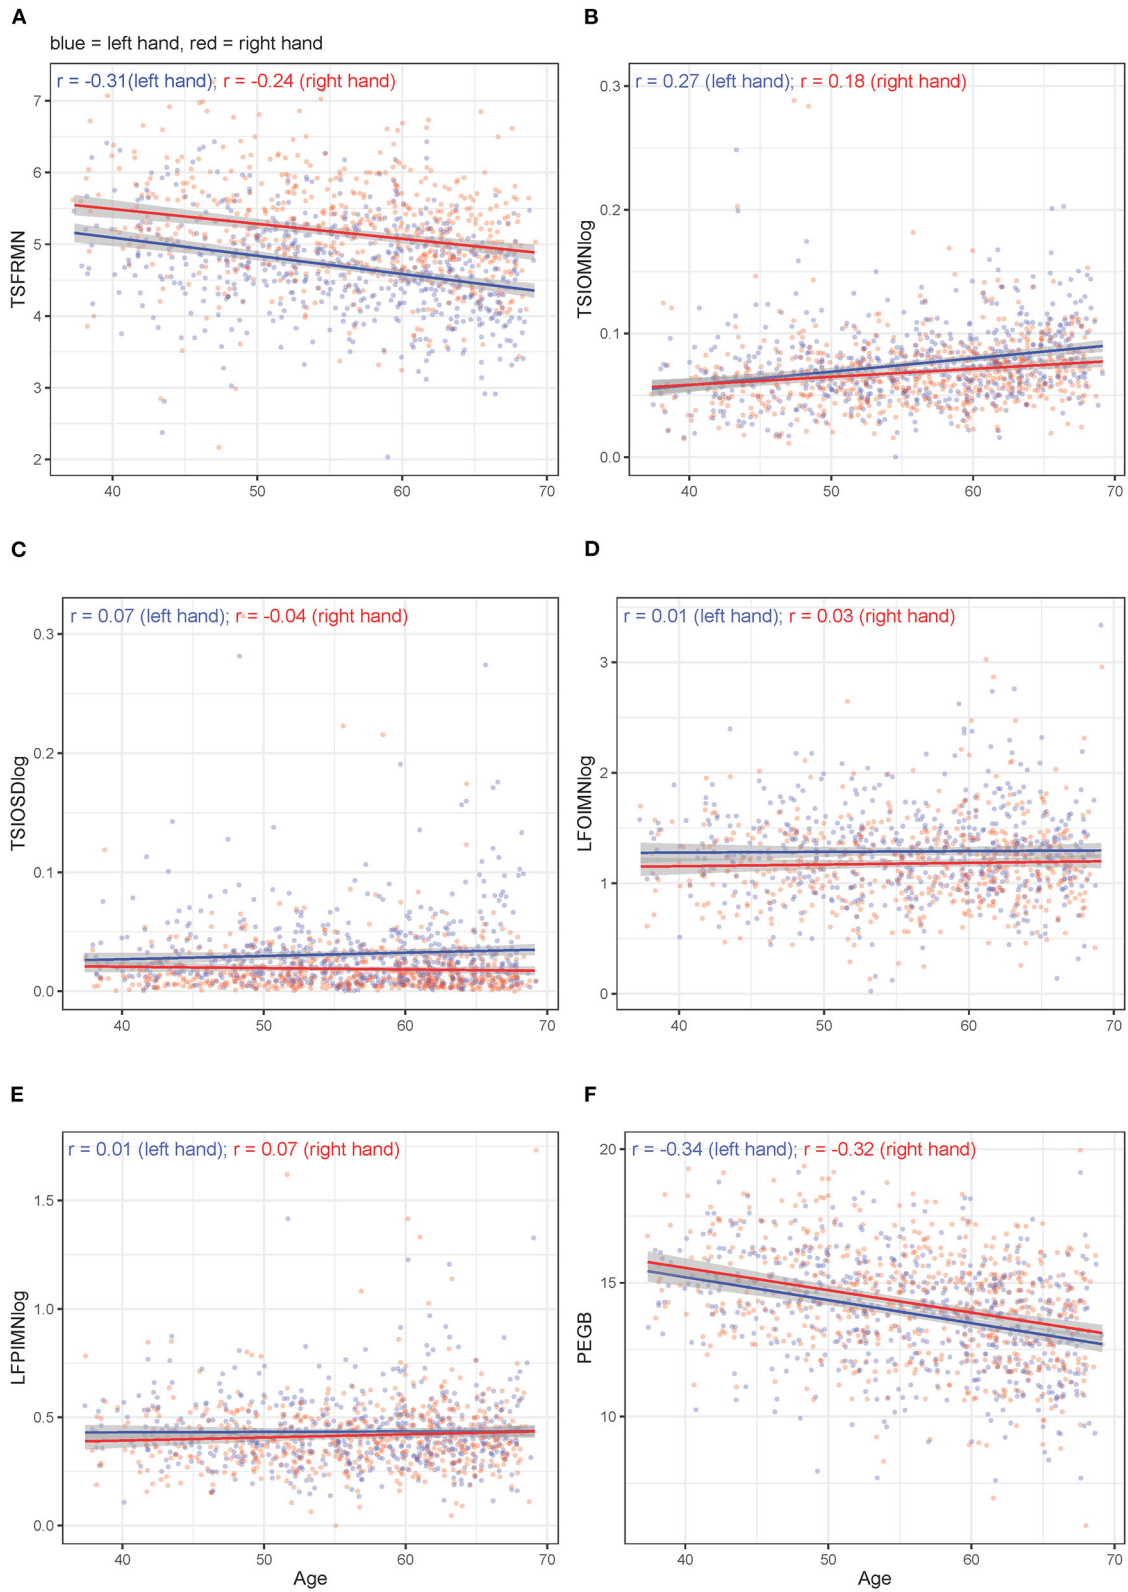 A
blue = left hand, red = right hand
r = -0.31(left hand); r = -0.24 (right hand)
7
6
5
4
3
2
TSFRMN
40 50 60 70
B
r = 0.27 (left hand); r = 0.18 (right hand)
0.3
0.2
0.1
0.0
TSIOMNlog
40 50 60 70
C
r = 0.07 (left hand); r = -0.04 (right hand)
0.3
0.2
0.1
0.0
TSIOSDlog
40 50 60 70
D
r = 0.01 (left hand); r = 0.03 (right hand)
3
2
1
0
LFOIMNlog
40 50 60 70
E
r = 0.01 (left hand); r = 0.07 (right hand)
1.5
1.0
0.5
0.0
LFPIMNlog
40 50 60 70
Age
F
r = -0.34 (left hand); r = -0.32 (right hand)
20
15
10
PEGB
40 50 60 70
Age